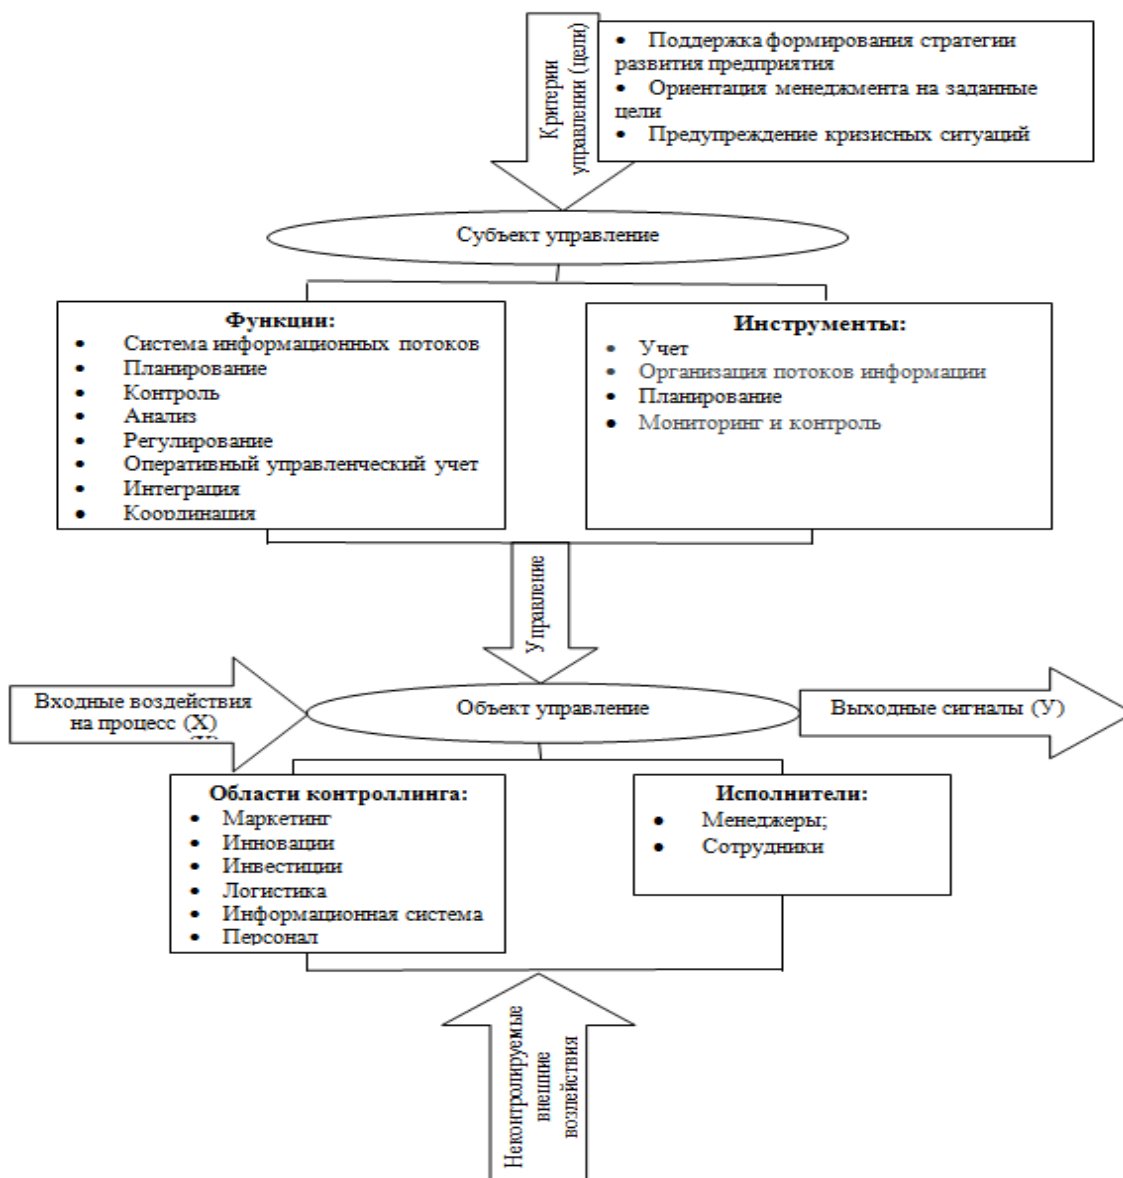 Критерии
управлении (цели)
• Поддержка формирования стратегии
развития предприятия
• Ориентация менеджмента на заданные
цели
• Предупреждение кризисных ситуаций
Субъект управление
Функции:
• Система информационных потоков
• Планирование
• Контроль
• Анализ
• Регулирование
• Оперативный управленческий учет
• Интеграция
• Координация
Инструменты:
• Учет
• Организация потоков информации
• Планирование
• Мониторинг и контроль
Управление
Входные воздействия
на процесс (Х)
Объект управление
Выходные сигналы (У)
Области контроллинга:
• Маркетинг
• Инновации
• Инвестиции
• Логистика
• Информационная система
• Персонал
Исполнители:
• Менеджеры;
• Сотрудники
Неконтролируемые
внешние
воздействия